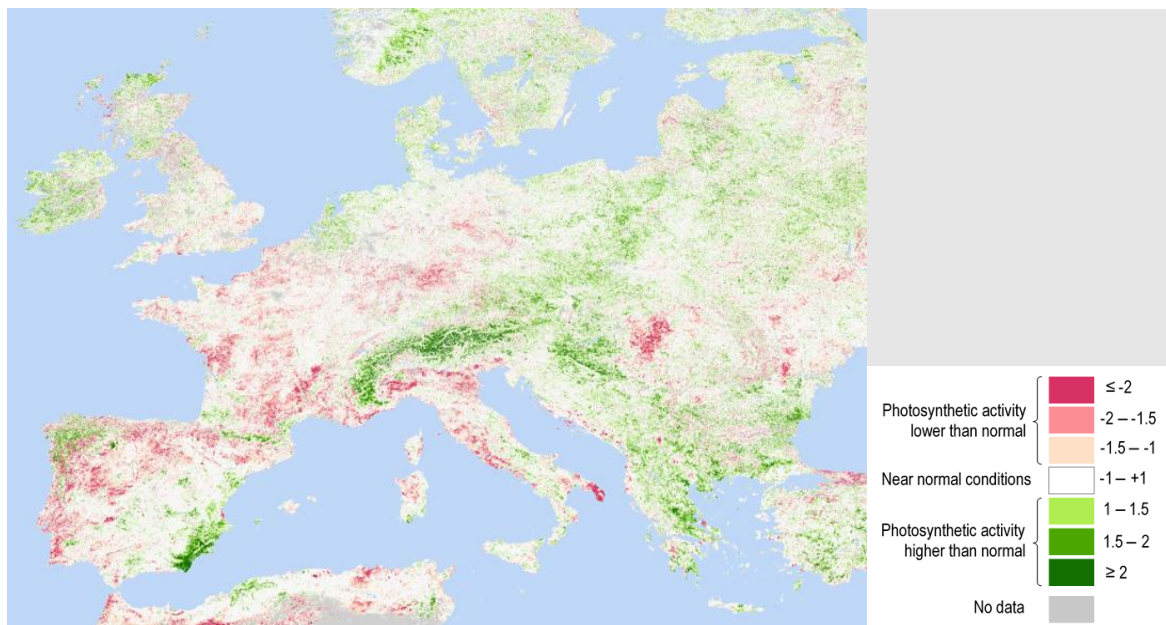 ≤ -2
Photosynthetic activity
lower than normal
-2 – -1.5
-1.5 – -1
Near normal conditions
-1 – +1
1 – 1.5
Photosynthetic activity
higher than normal
1.5 – 2
≥ 2
No data